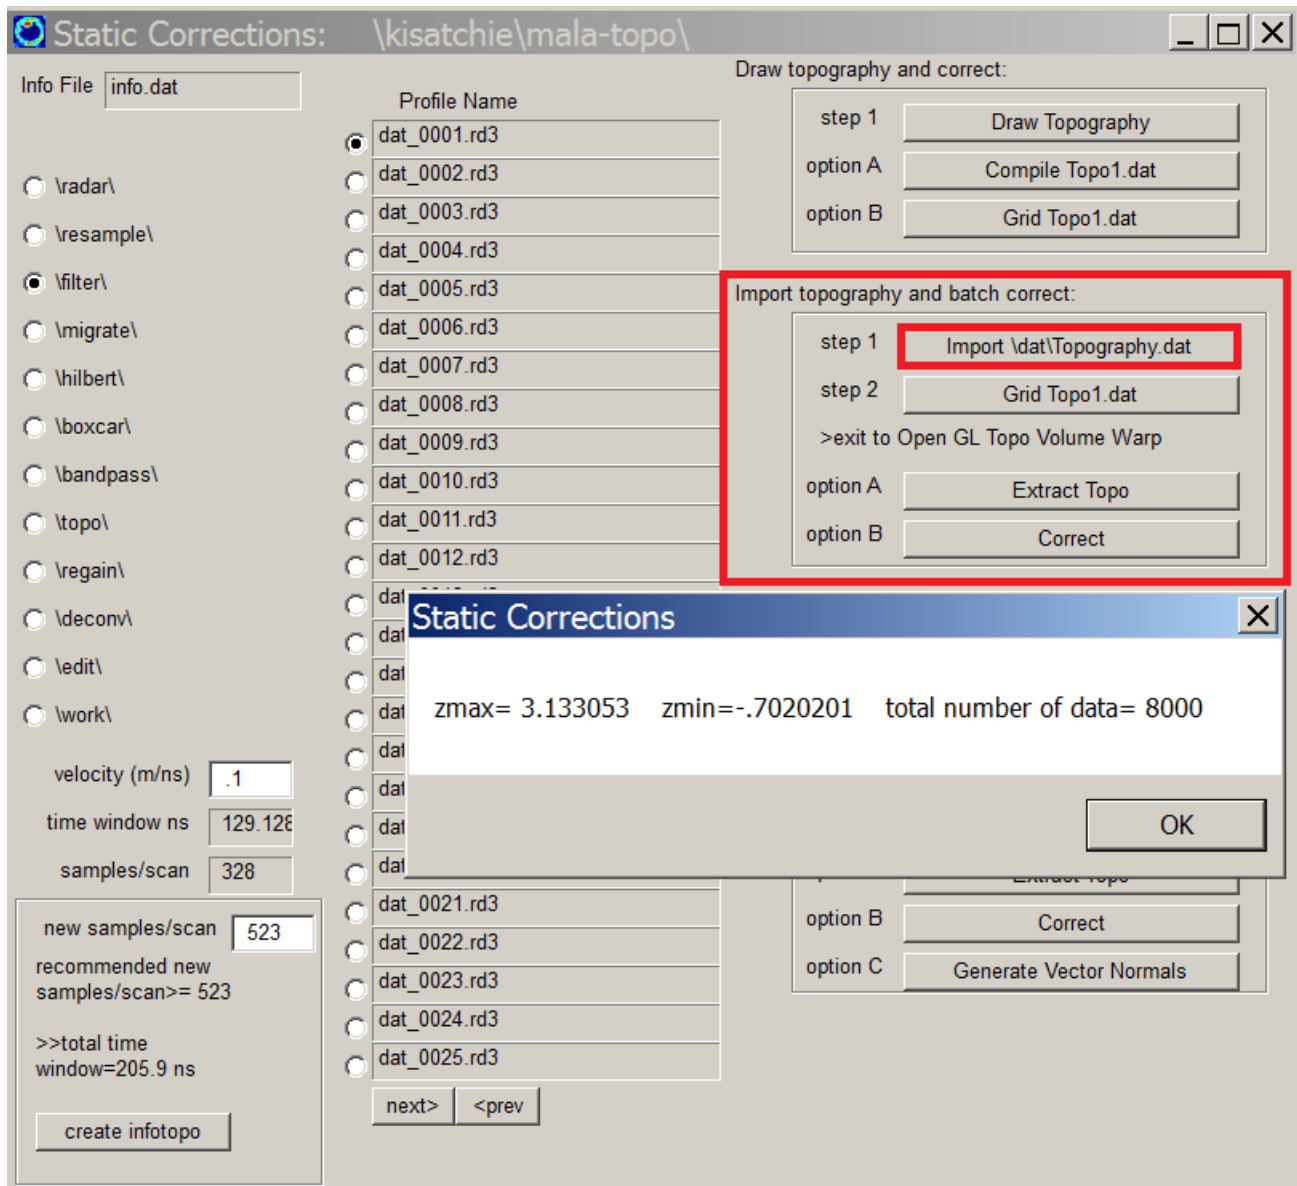 Static Corrections: \kisatchie\mala-topo\
Info File info.dat
\radar\
\resample\
\filter\
\migrate\
\hilbert\
\boxcar\
\bandpass\
\topo\
\regain\
\deconv\
\edit\
\work\
velocity (m/ns) .1
time window ns 129.128
samples/scan 328
new samples/scan 523
recommended new
samples/scan>= 523
>>total time
window=205.9 ns
create infotopo
Profile Name
dat_0001.rd3
dat_0002.rd3
dat_0003.rd3
dat_0004.rd3
dat_0005.rd3
dat_0006.rd3
dat_0007.rd3
dat_0008.rd3
dat_0009.rd3
dat_0010.rd3
dat_0011.rd3
dat_0012.rd3
dat_0021.rd3
dat_0022.rd3
dat_0023.rd3
dat_0024.rd3
dat_0025.rd3
next> <prev
Draw topography and correct:
step 1 Draw Topography
option A Compile Topo1.dat
option B Grid Topo1.dat
Import topography and batch correct:
step 1 Import \dat\Topography.dat
step 2 Grid Topo1.dat
>exit to Open GL Topo Volume Warp
option A Extract Topo
option B Correct
Static Corrections
zmax= 3.133053 zmin=-.7020201 total number of data= 8000
OK
option B Correct
option C Generate Vector Normals